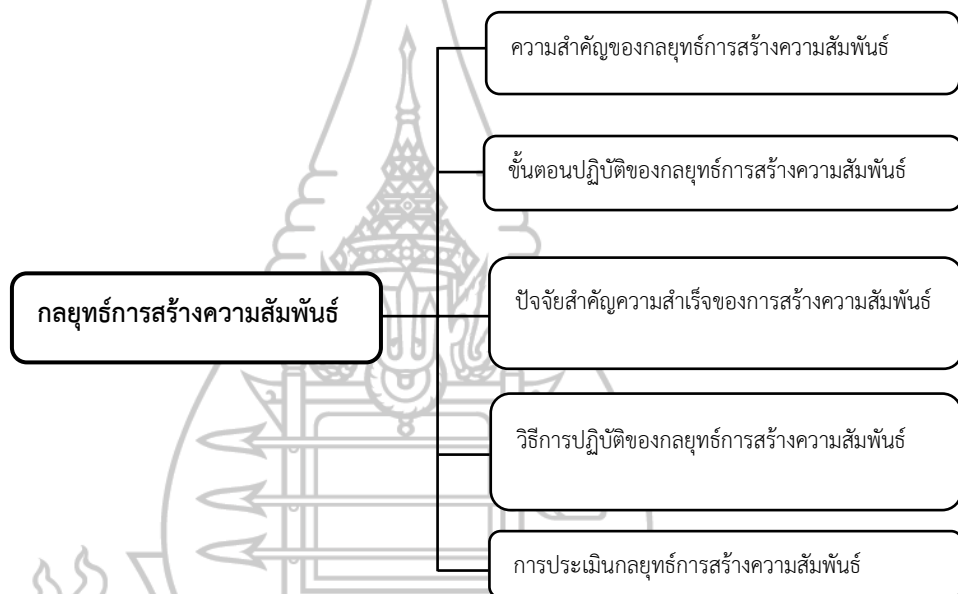 ความสำคัญของกลยุทธ์การสร้างความสัมพันธ์
ขั้นตอนปฏิบัติของกลยุทธ์การสร้างความสัมพันธ์
กลยุทธ์การสร้างความสัมพันธ์
ปัจจัยสำคัญความสำเร็จของการสร้างความสัมพันธ์
วิธีการปฏิบัติของกลยุทธ์การสร้างความสัมพันธ์
การประเมินกลยุทธ์การสร้างความสัมพันธ์